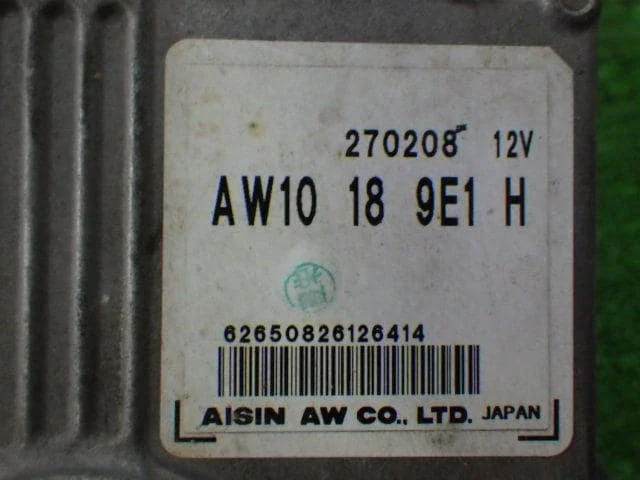 270208 12V
AW10 18 9E1 H
62650826126414
AISIN AW CO., LTD. JAPAN